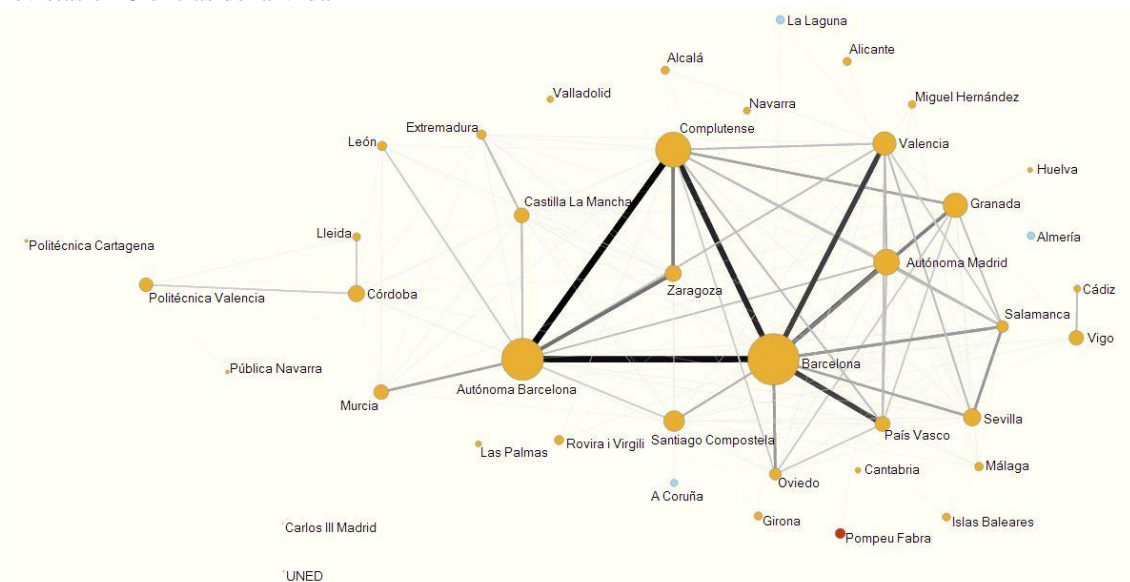 La Laguna
Alicante
Alcalá
Valladolid
Navarra
Miguel Hernández
Extremadura
Complutense
León
Valencia
Huelva
Castilla La Mancha
Granada
Lleida
Almería
Politécnica Cartagena
Autónoma Madrid
Zaragoza
Cádiz
Politécnica Valencia
Córdoba
Salamanca
Vigo
Pública Navarra
Barcelona
Autónoma Barcelona
Murcia
Sevilla
País Vasco
Santiago Compostela
Rovira i Virgili
Las Palmas
Málaga
Cantabria
Oviedo
A Coruña
Girona
Islas Baleares
Carlos III Madrid
Pompeu Fabra
UNED